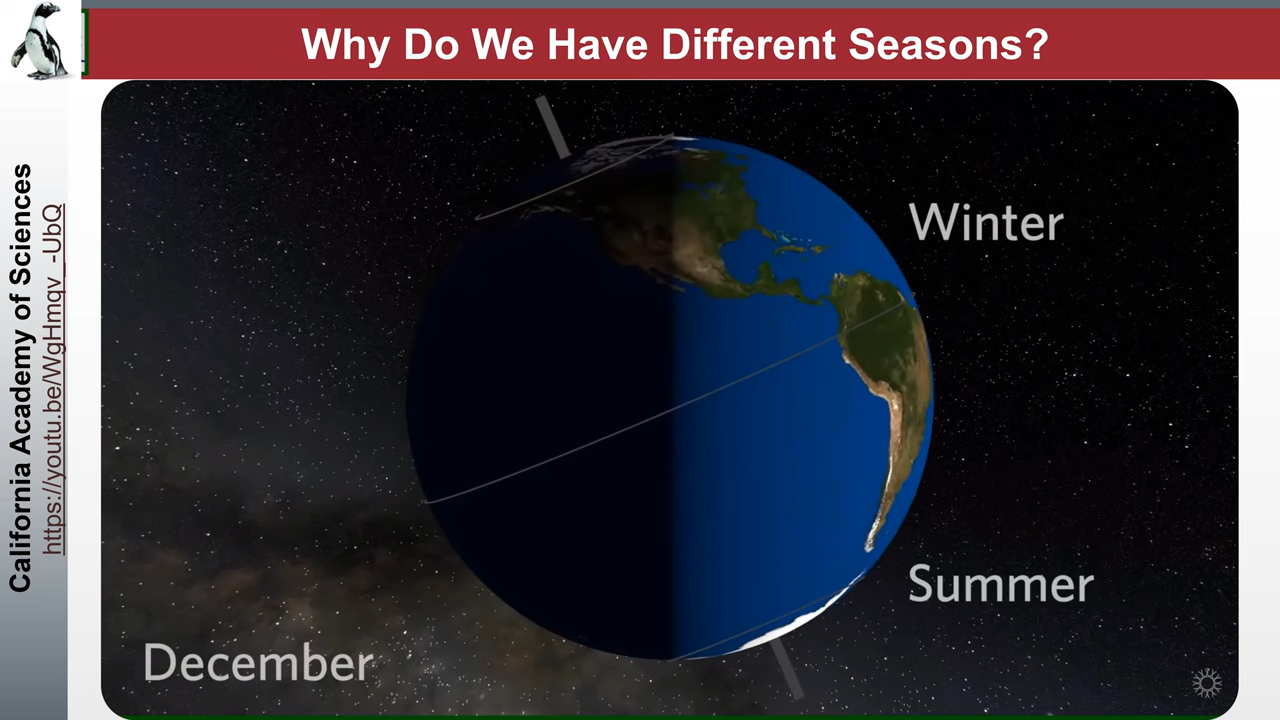 Why Do We Have Different Seasons?
California Academy of Sciences
https://youtu.be/WgHmqv_-UbQ
Winter
Summer
December